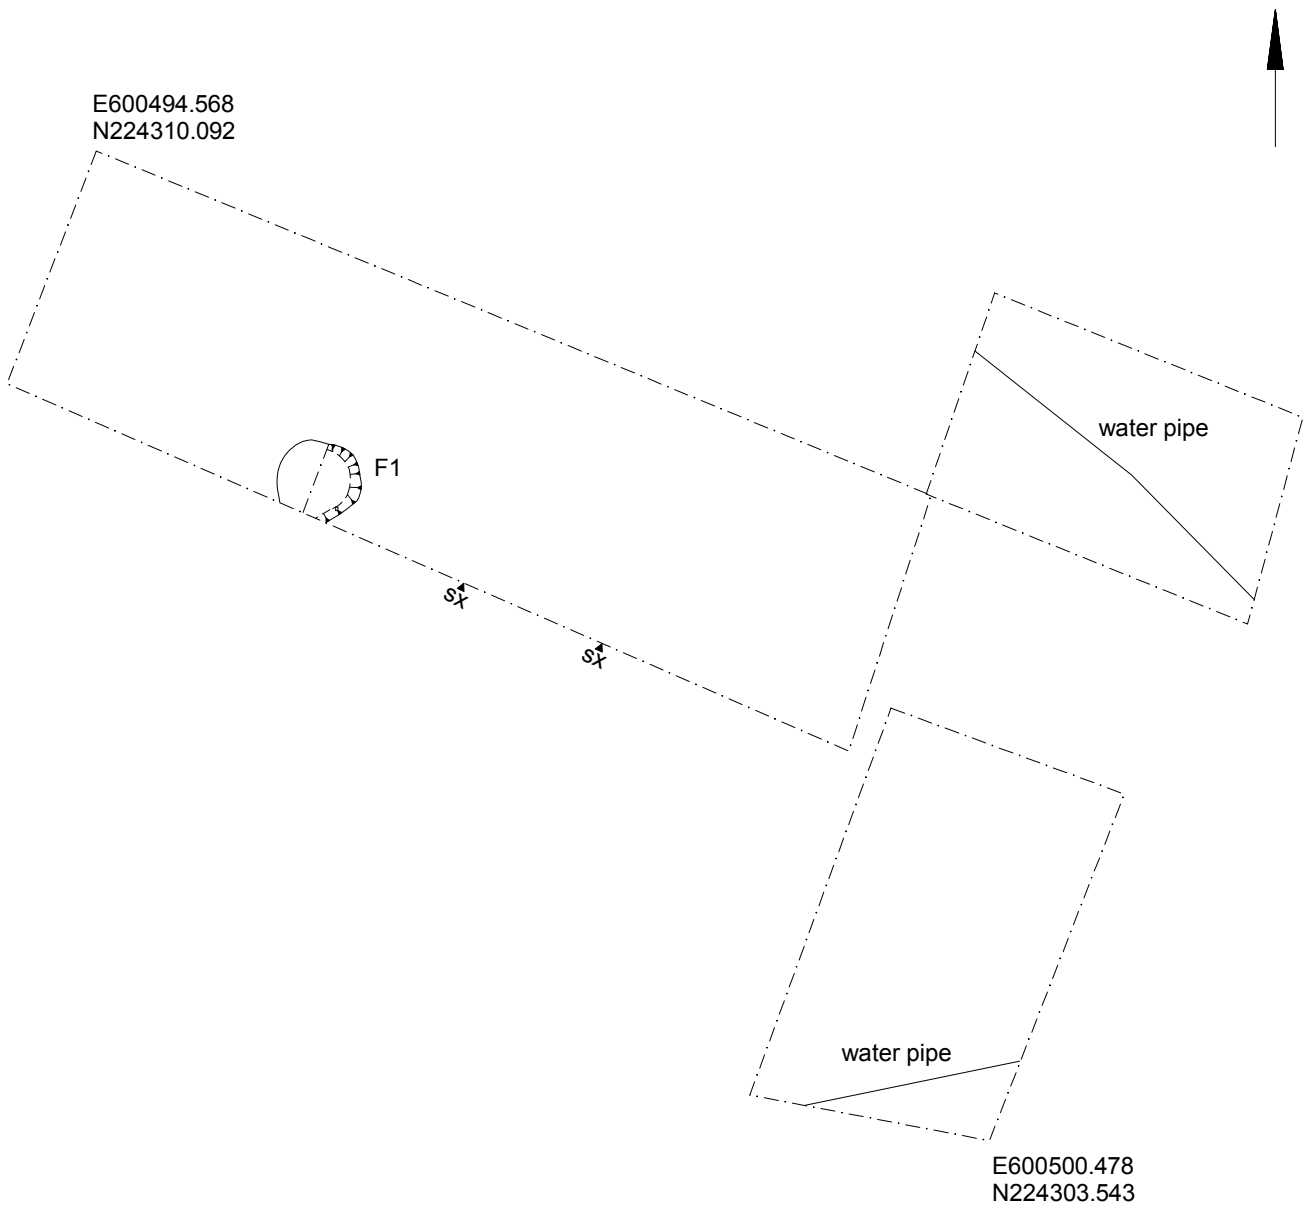 E600494.568
N224310.092
water pipe
F1
sx
sx
water pipe
E600500.478
N224303.543